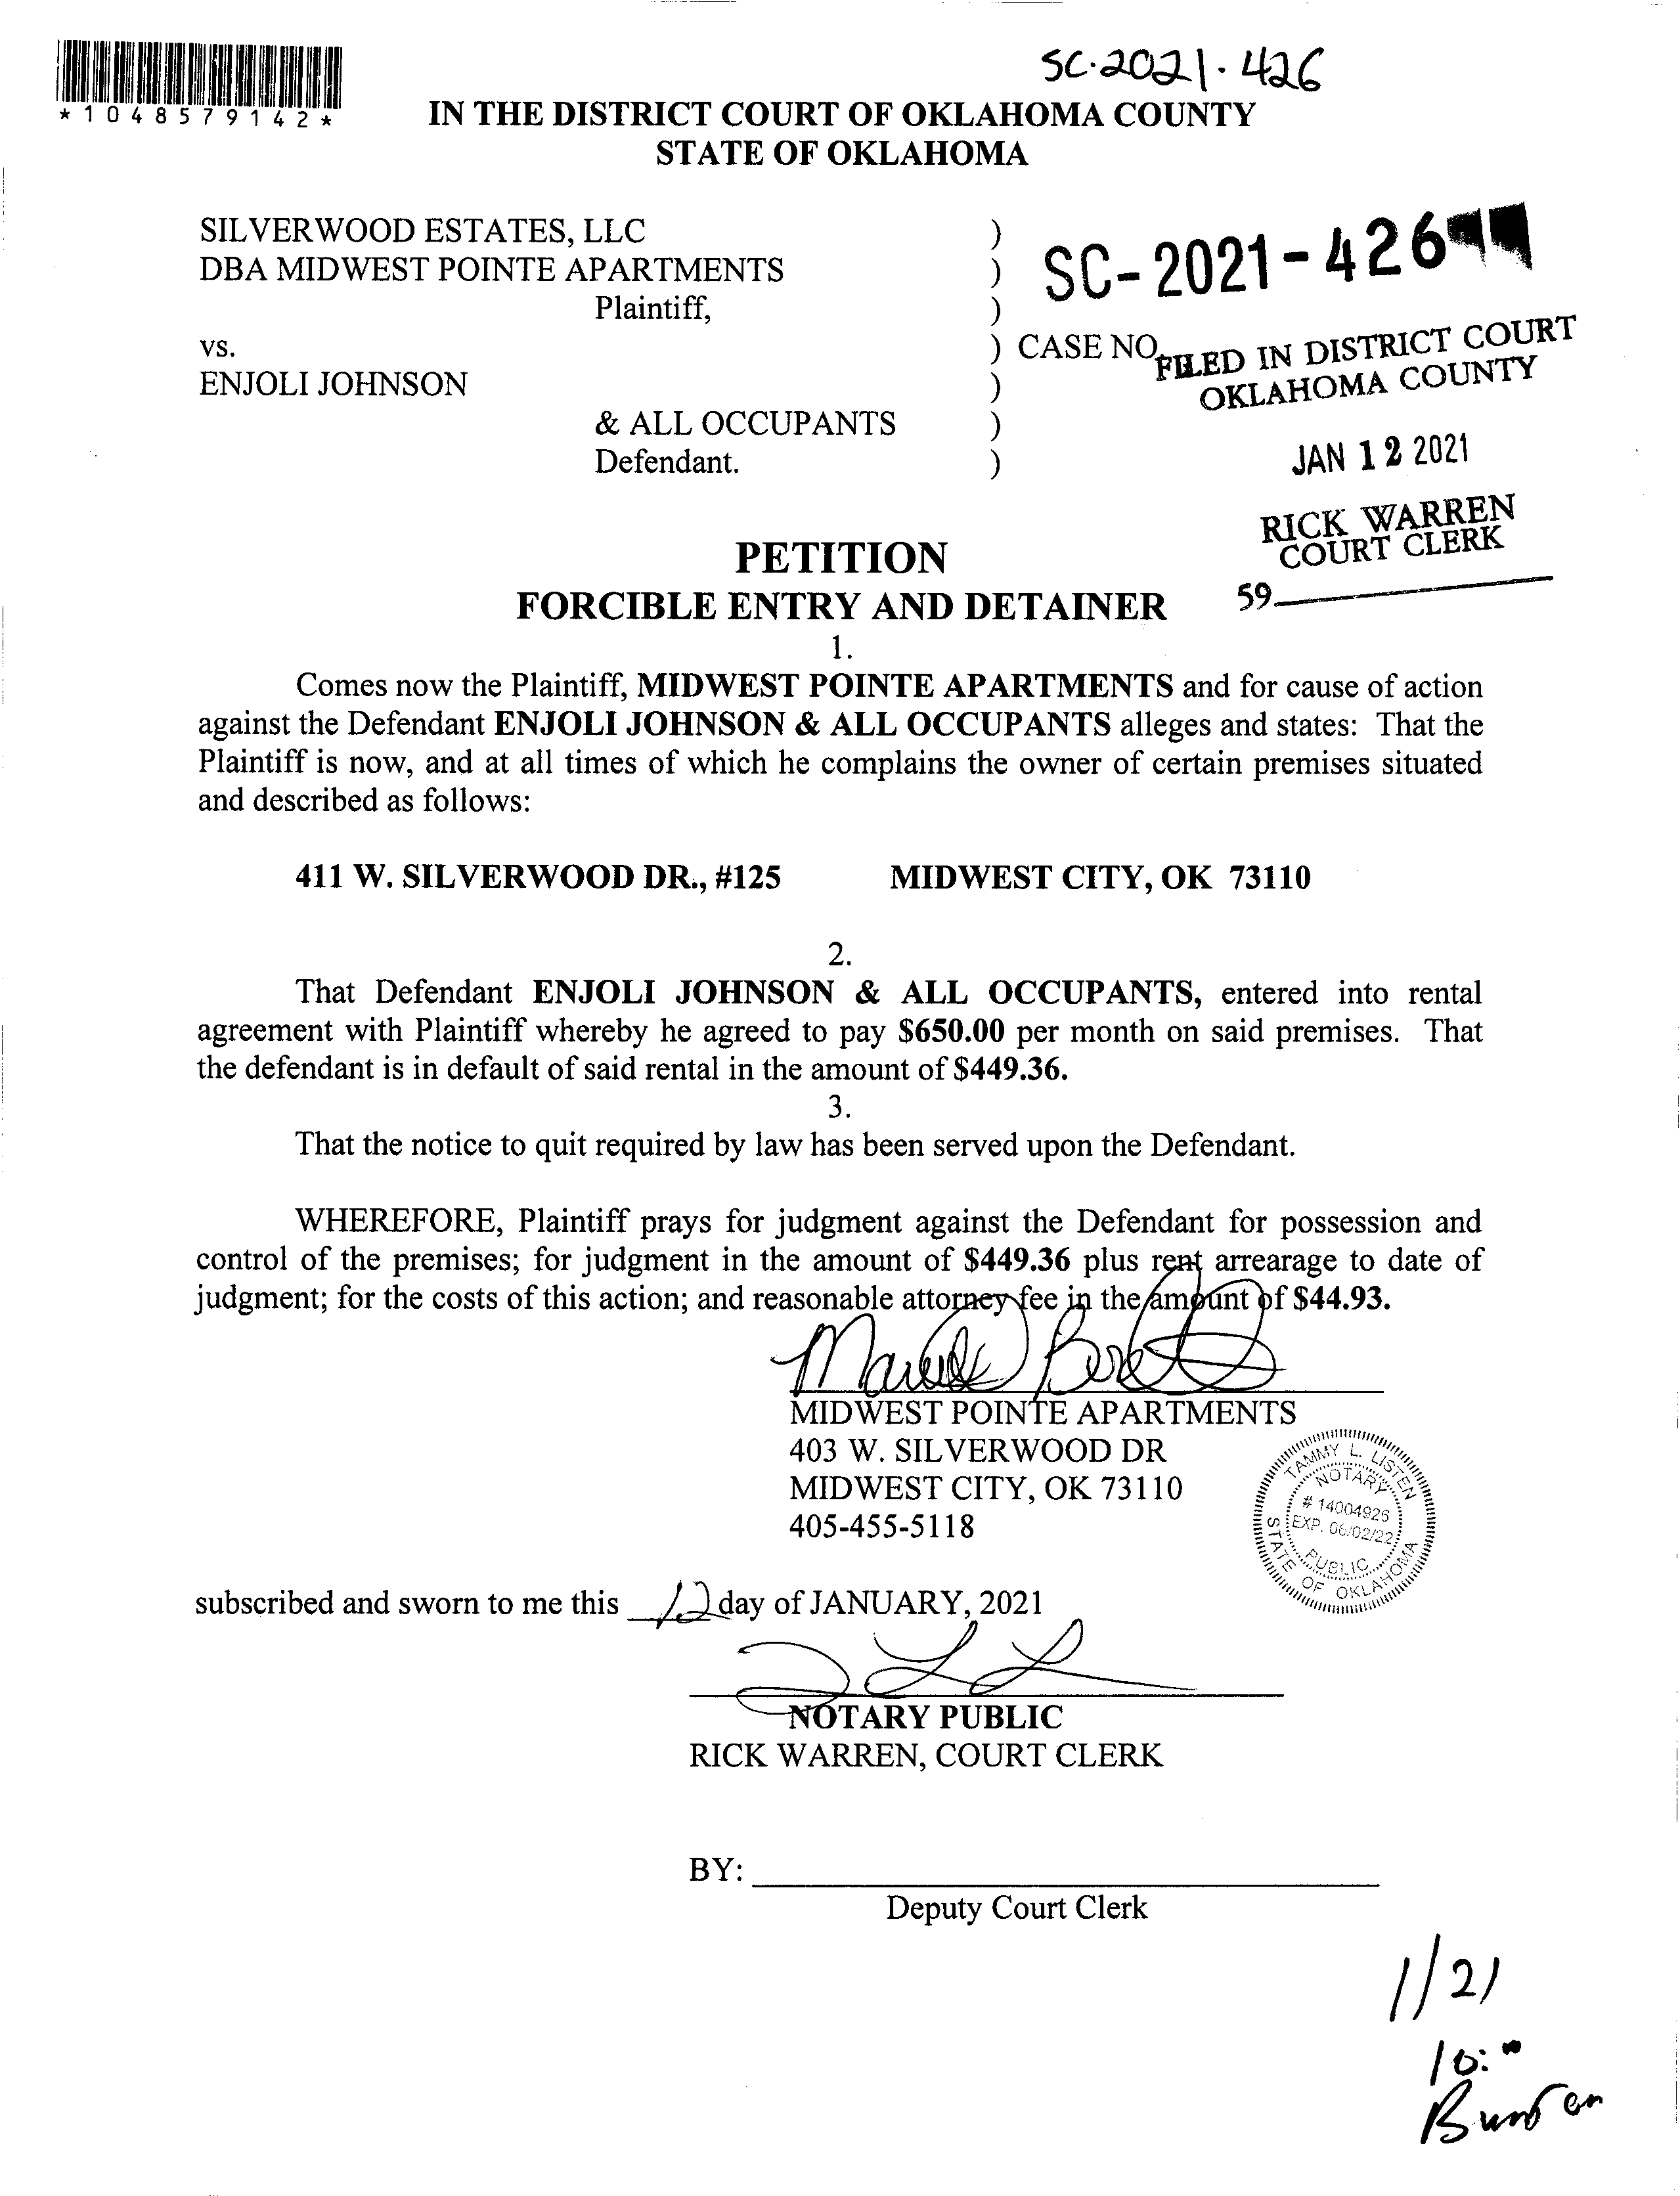 SC·2021·426
*1048579142*
IN THE DISTRICT COURT OF OKLAHOMA COUNTY
STATE OF OKLAHOMA
SILVERWOOD ESTATES, LLC )
DBA MIDWEST POINTE APARTMENTS )
Plaintiff, )
SC-2021-426
vs. ) CASE NO.
ENJOLI JOHNSON )
& ALL OCCUPANTS )
Defendant. )
FILED IN DISTRICT COURT
OKLAHOMA COUNTY
JAN 12 2021
RICK WARREN
COURT CLERK
59
PETITION
FORCIBLE ENTRY AND DETAINER
1.
Comes now the Plaintiff, MIDWEST POINTE APARTMENTS and for cause of action
against the Defendant ENJOLI JOHNSON & ALL OCCUPANTS alleges and states: That the
Plaintiff is now, and at all times of which he complains the owner of certain premises situated
and described as follows:
411 W. SILVERWOOD DR., #125 MIDWEST CITY, OK 73110
2.
That Defendant ENJOLI JOHNSON & ALL OCCUPANTS, entered into rental
agreement with Plaintiff whereby he agreed to pay $650.00 per month on said premises. That
the defendant is in default of said rental in the amount of $449.36.
3.
That the notice to quit required by law has been served upon the Defendant.
WHEREFORE, Plaintiff prays for judgment against the Defendant for possession and
control of the premises; for judgment in the amount of $449.36 plus rent arrearage to date of
judgment; for the costs of this action; and reasonable attorney fee in the amount of $44.93.
MIDWEST POINTE APARTMENTS
403 W. SILVERWOOD DR
MIDWEST CITY, OK 73110
405-455-5118
TAMMY L. LISTEN
NOTARY
# 14004926
EXP. 06/02/22
PUBLIC
STATE OF OKLAHOMA
subscribed and sworn to me this 12 day of JANUARY, 2021
NOTARY PUBLIC
RICK WARREN, COURT CLERK
BY:
Deputy Court Clerk
1/21
10: